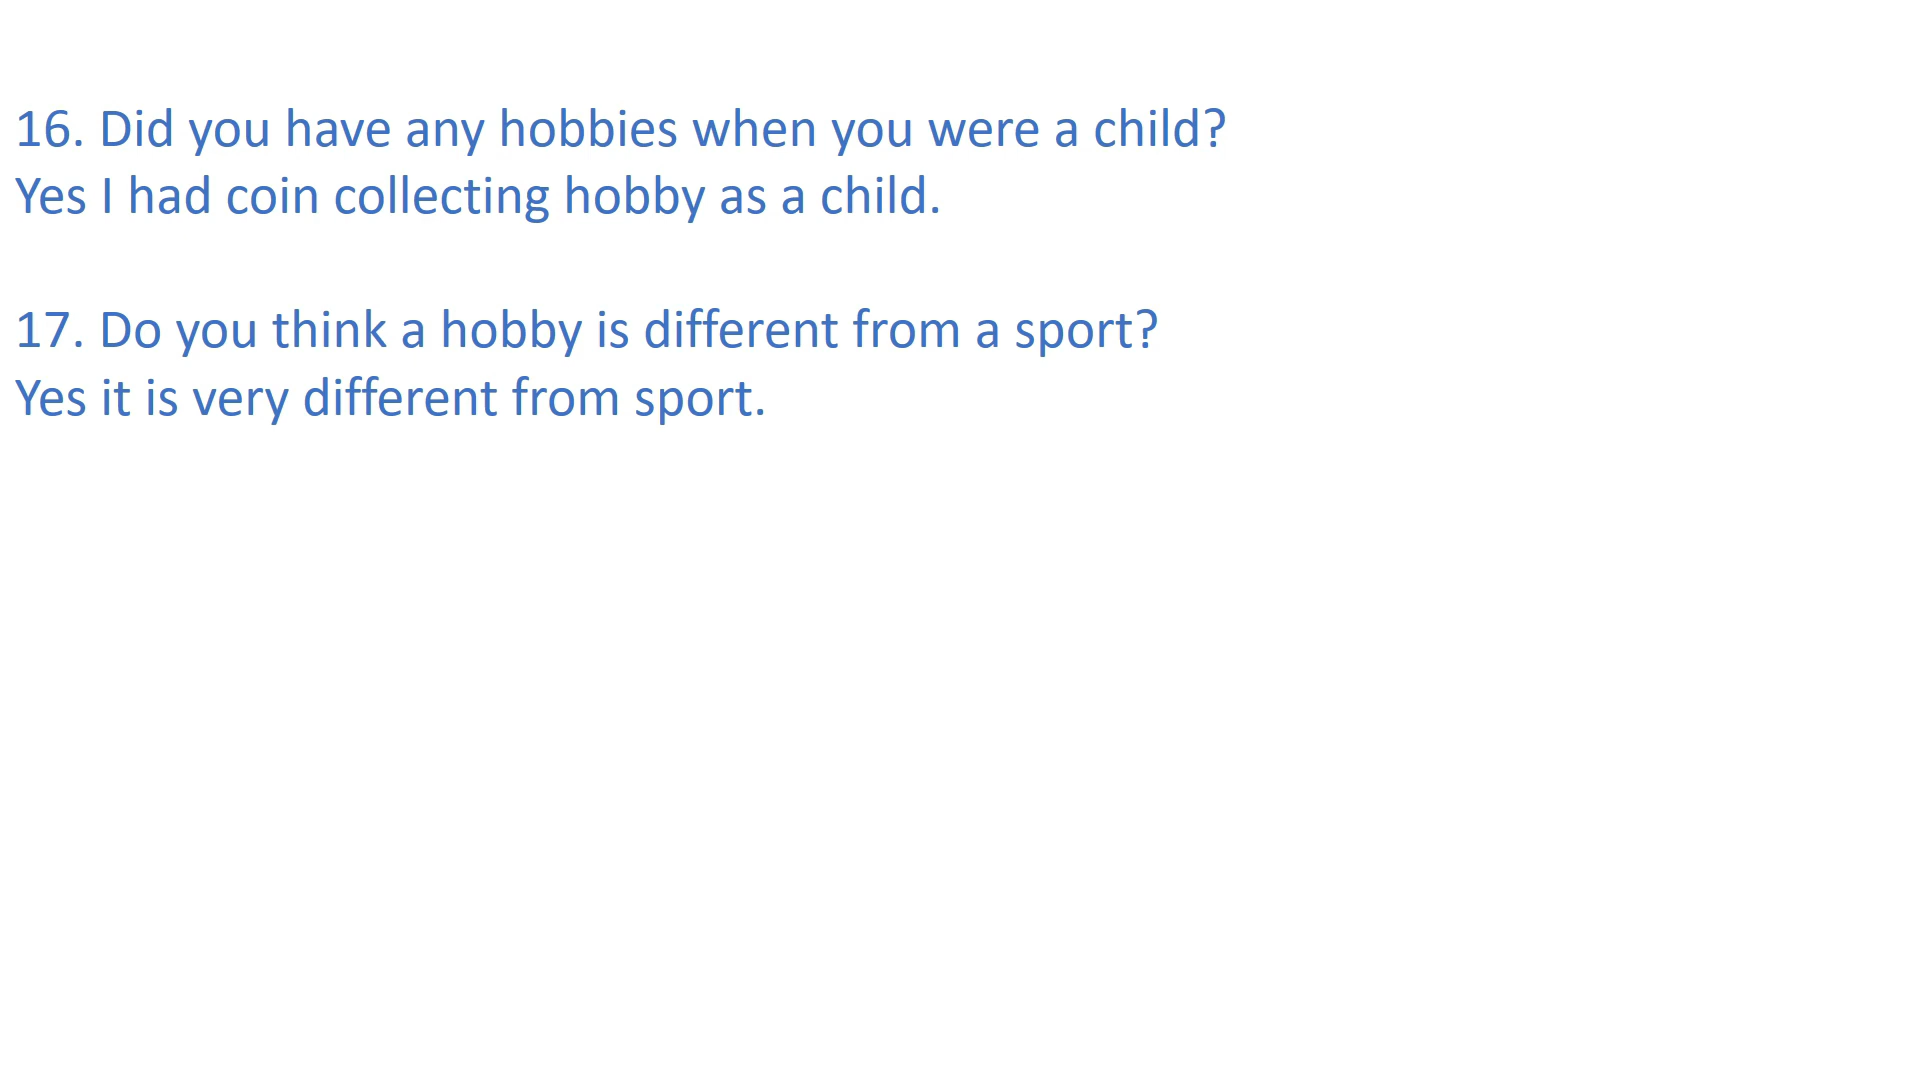 16. Did you have any hobbies when you were a child?
Yes I had coin collecting hobby as a child.
17. Do you think a hobby is different from a sport?
Yes it is very different from sport.